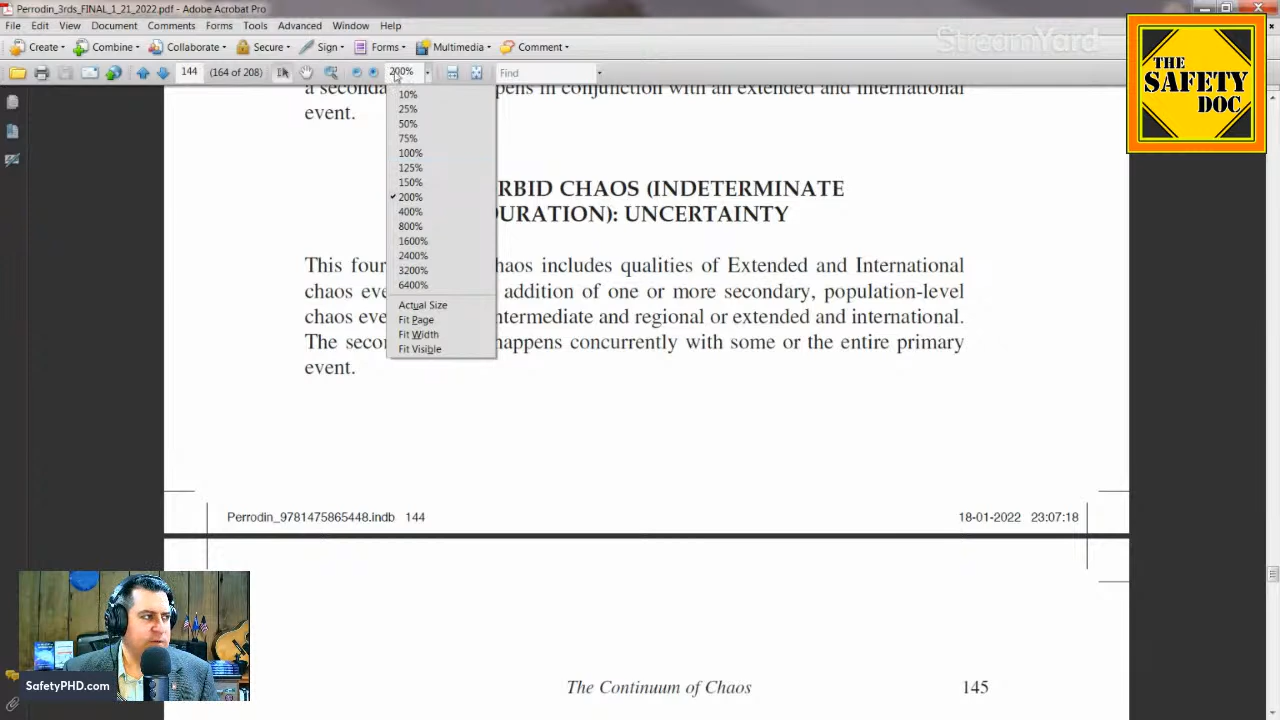 Perrodin_3rds_FINAL_1_21_2022.pdf - Adobe Acrobat Pro
File Edit View Document Comments Forms Tools Advanced Window Help
StreamYard
Create Combine Collaborate Secure Sign Forms Multimedia Comment
144 (164 of 208) 200% Find
THE
SAFETY
DOC
10%
25%
50%
75%
100%
125%
150%
200%
400%
800%
1600%
2400%
3200%
6400%
Actual Size
Fit Page
Fit Width
Fit Visible
a seconda pens in conjunction with an extended and international
event.
RBID CHAOS (INDETERMINATE
URATION): UNCERTAINTY
This four haos includes qualities of Extended and International
chaos eve addition of one or more secondary, population-level
chaos eve ntermediate and regional or extended and international.
The secon happens concurrently with some or the entire primary
event.
Perrodin_9781475865448.indb 144
18-01-2022 23:07:18
The Continuum of Chaos 145
SafetyPHD.com